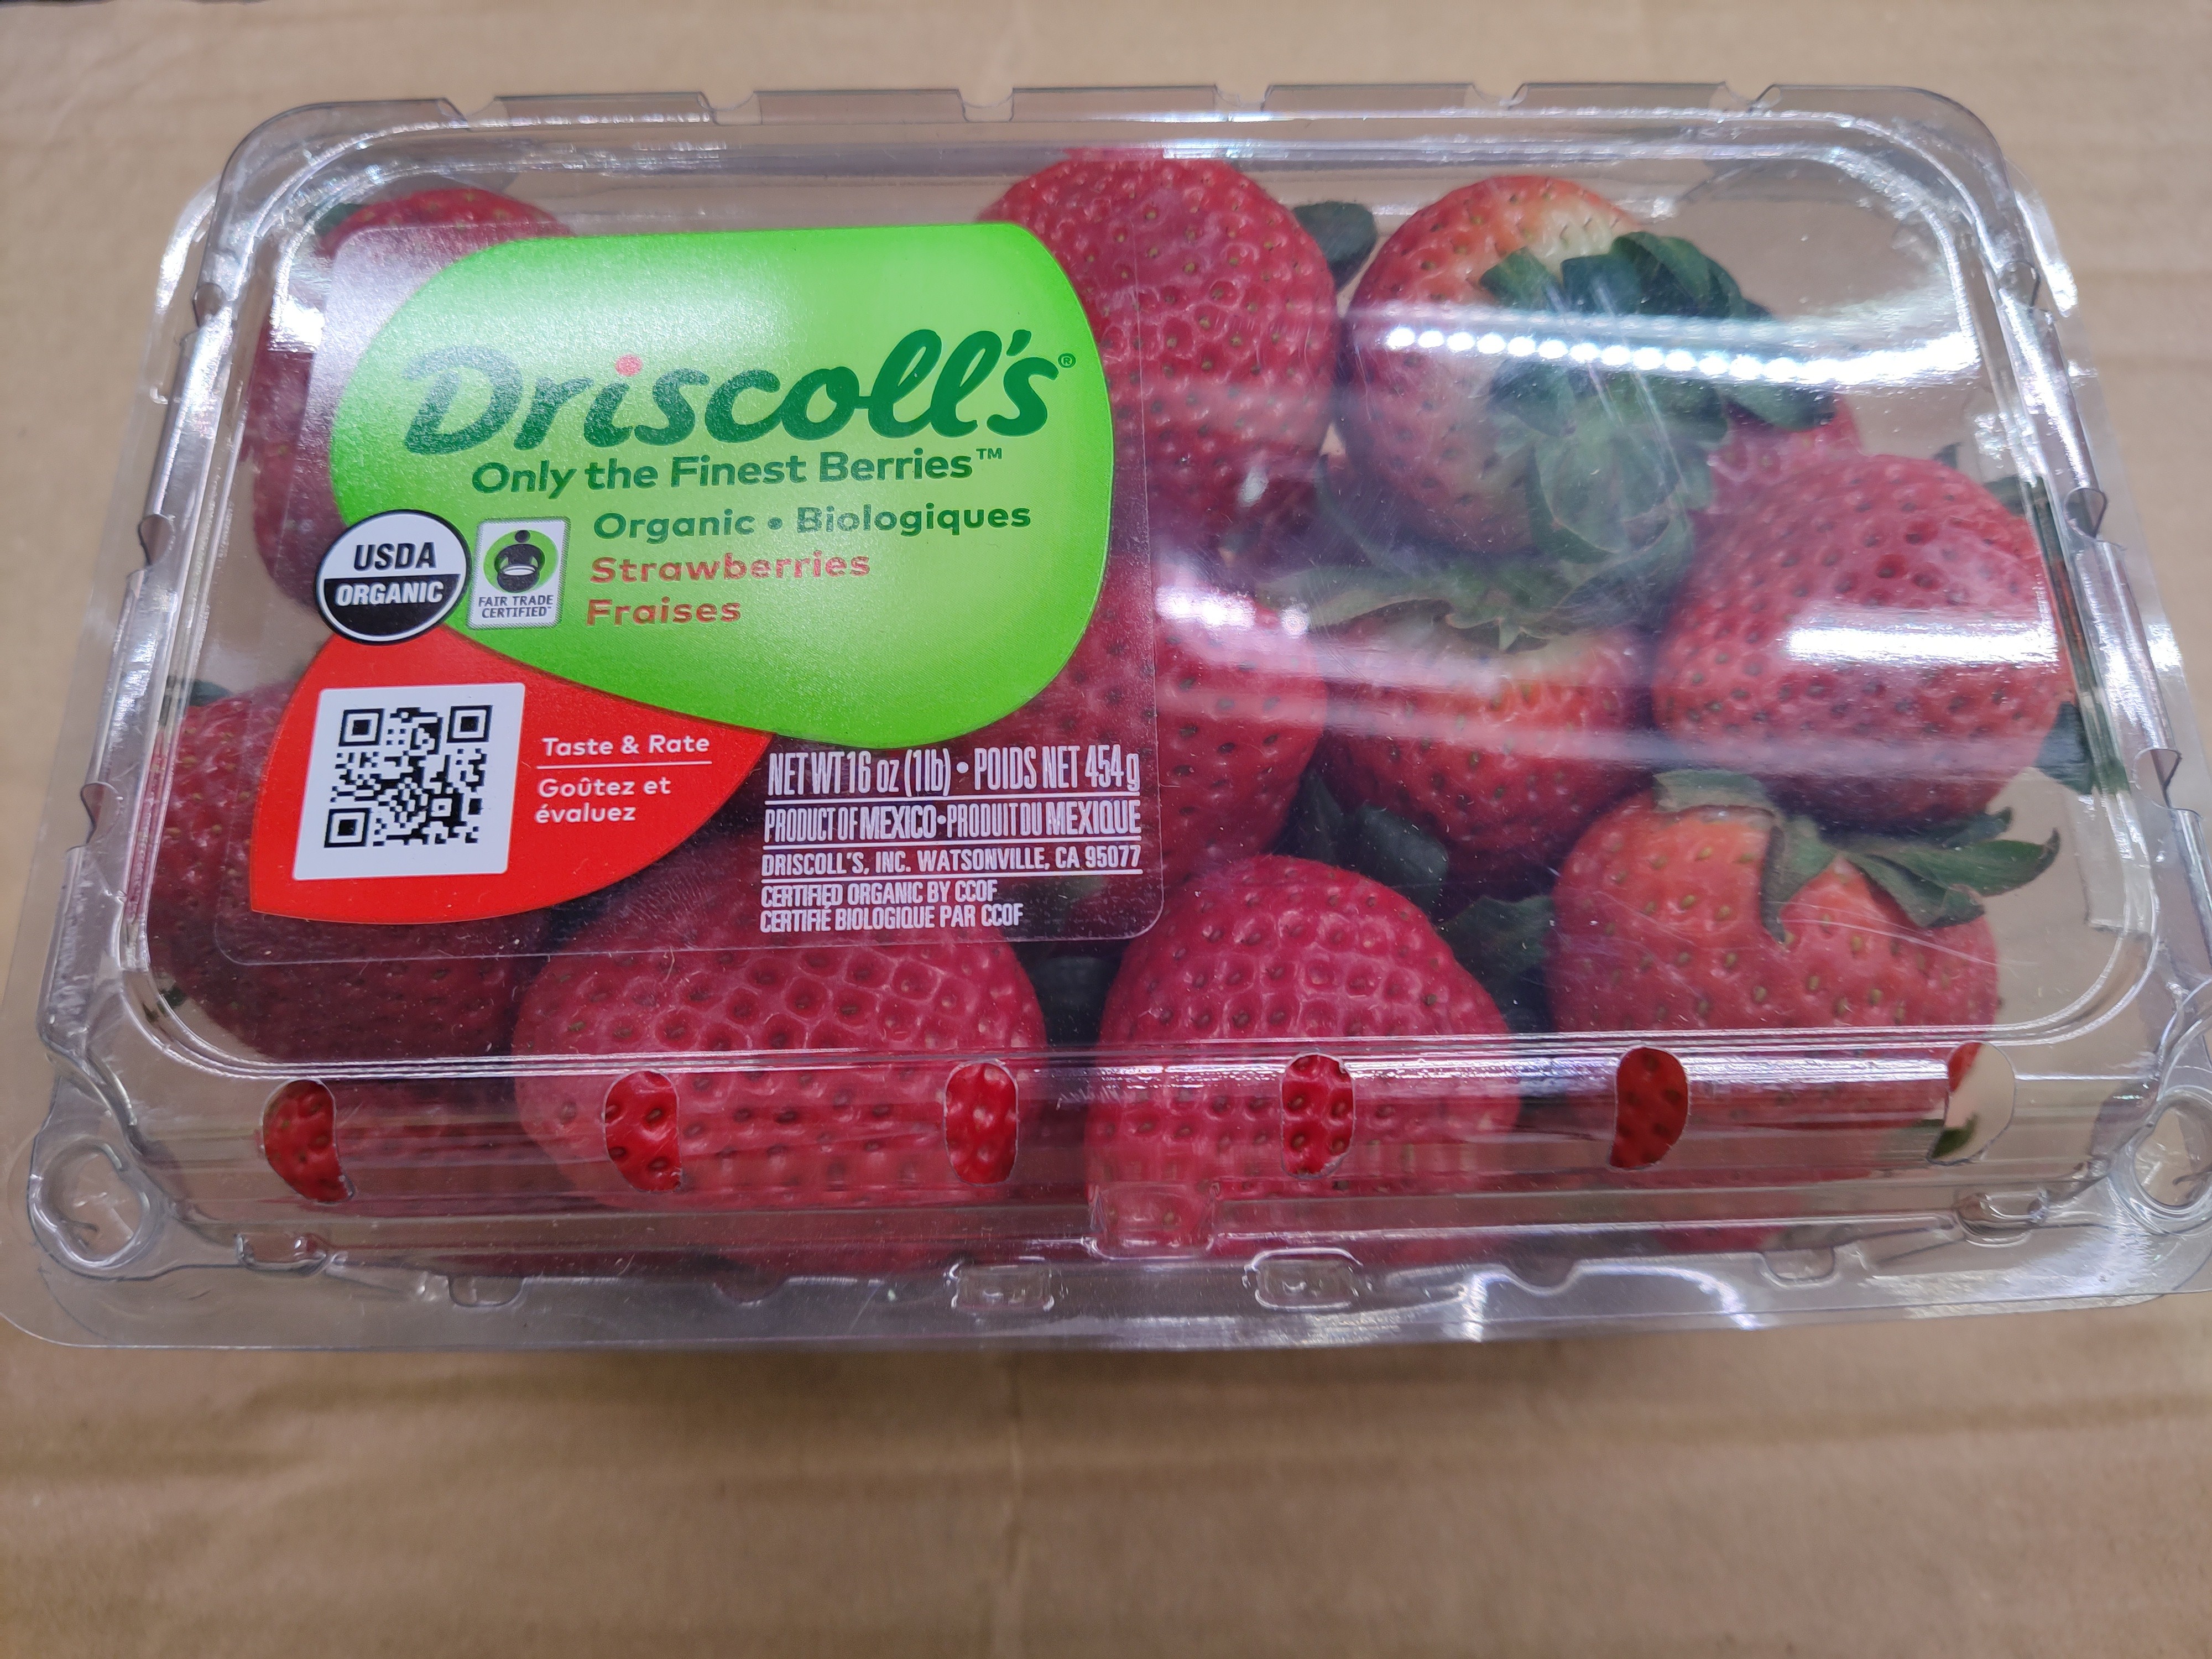 Driscoll's®
Only the Finest Berries™
Organic • Biologiques
Strawberries
Fraises
USDA
ORGANIC
FAIR TRADE
CERTIFIED™
Taste & Rate
Goûtez et
évaluez
NET WT 16 oz (1lb) • POIDS NET 454g
PRODUCT OF MEXICO • PRODUIT DU MEXIQUE
DRISCOLL'S, INC. WATSONVILLE, CA 95077
CERTIFIED ORGANIC BY CCOF
CERTIFIÉ BIOLOGIQUE PAR CCOF